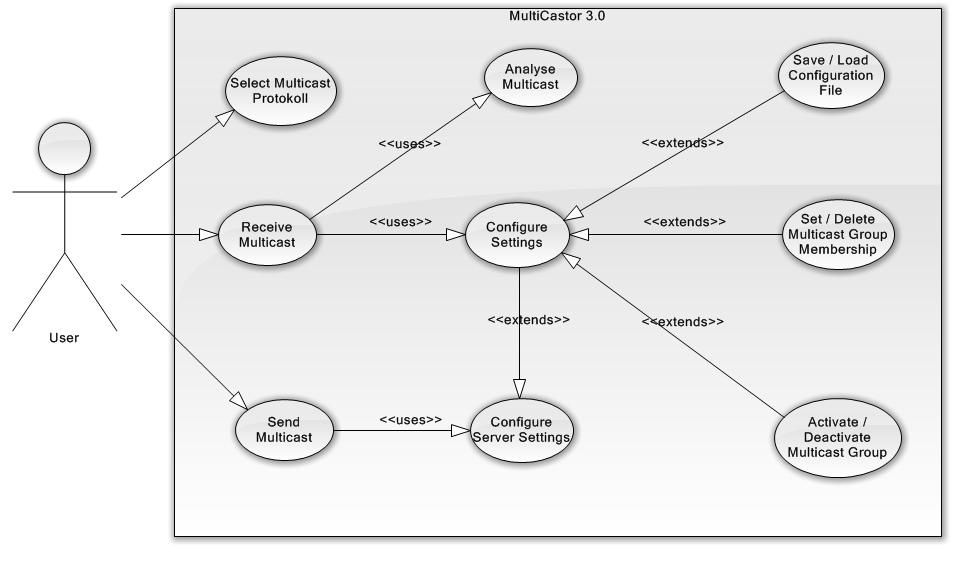 MultiCastor 3.0
Select Multicast
Protokoll
Analyse
Multicast
Save / Load
Configuration
File
<<uses>>
<<extends>>
Receive
Multicast
<<uses>>
Configure
Settings
<<extends>>
Set / Delete
Multicast Group
Membership
User
<<extends>>
<<extends>>
Send
Multicast
<<uses>>
Configure
Server Settings
Activate /
Deactivate
Multicast Group